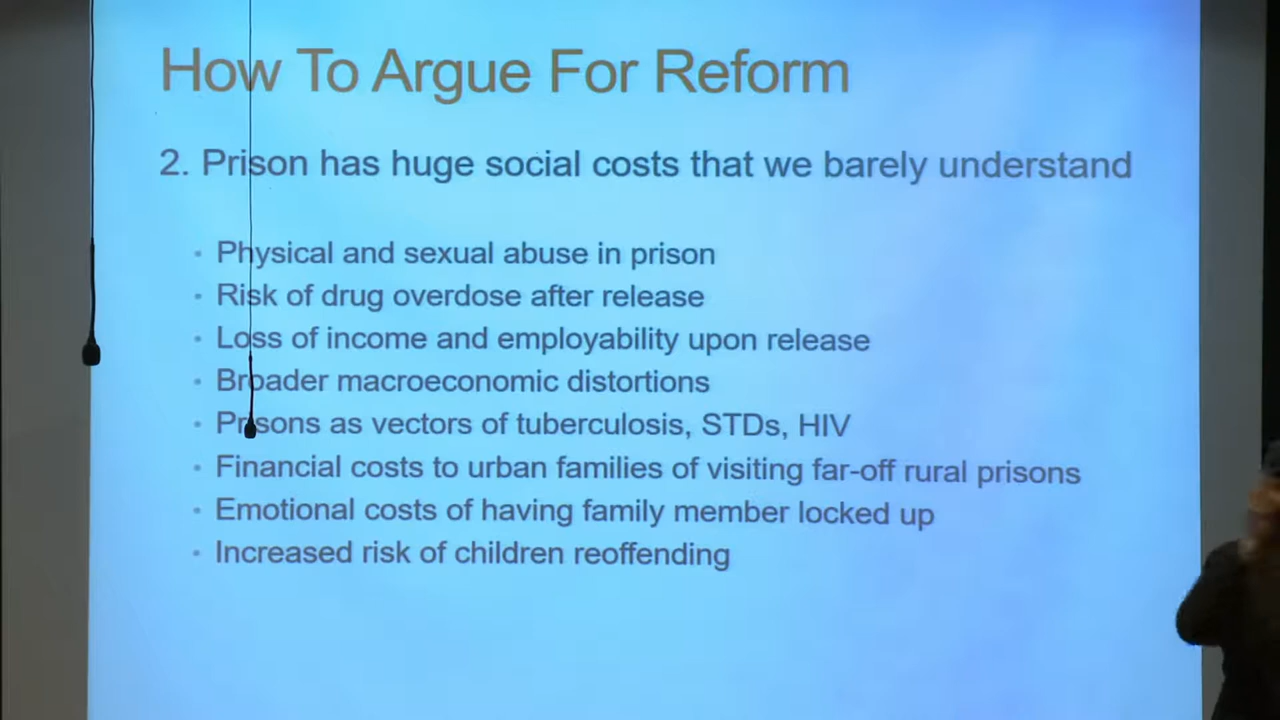 How To Argue For Reform
2. Prison has huge social costs that we barely understand
• Physical and sexual abuse in prison
• Risk of drug overdose after release
• Loss of income and employability upon release
• Broader macroeconomic distortions
• Prisons as vectors of tuberculosis, STDs, HIV
• Financial costs to urban families of visiting far-off rural prisons
• Emotional costs of having family member locked up
• Increased risk of children reoffending